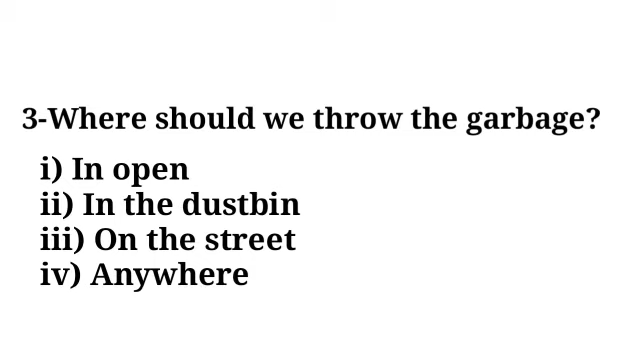 3-Where should we throw the garbage?
i) In open
ii) In the dustbin
iii) On the street
iv) Anywhere